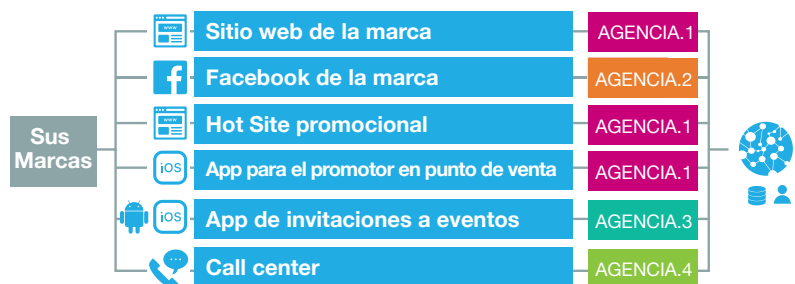 Sus
Marcas
www
Sitio web de la marca
AGENCIA.1
Facebook de la marca
AGENCIA.2
www
Hot Site promocional
AGENCIA.1
iOS
App para el promotor en punto de venta
AGENCIA.1
iOS
App de invitaciones a eventos
AGENCIA.3
Call center
AGENCIA.4